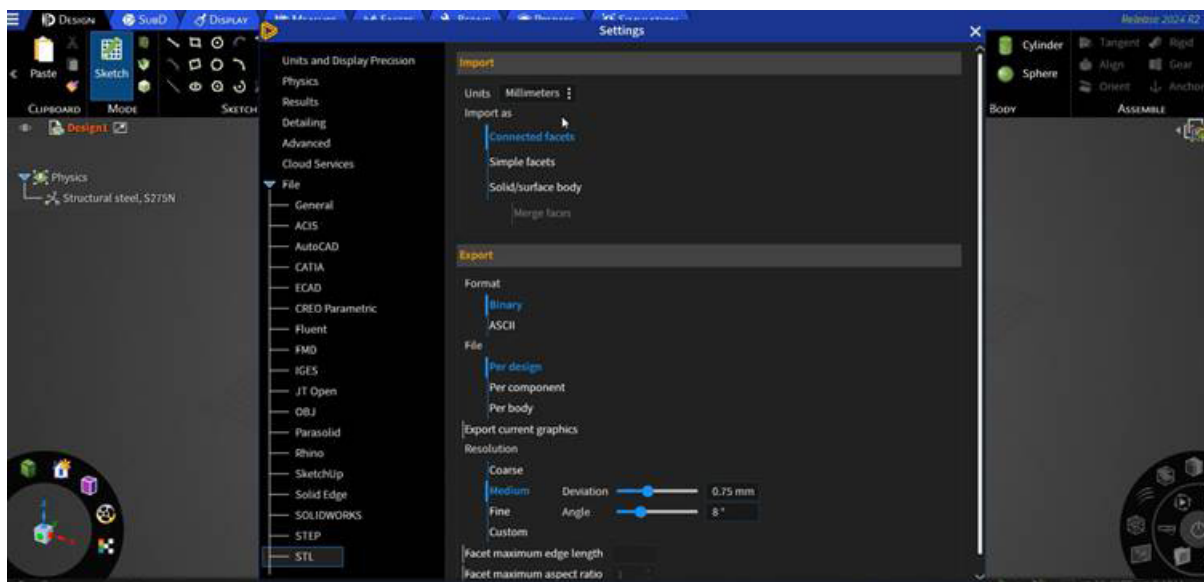 Design SubD Display Measure Facets Repair Prepare Simulation
Release 2024 R2
Settings
Paste
Sketch
Cylinder
Sphere
Tangent Rigid
Align Gear
Orient Anchor
Clipboard Mode Sketch
Body Assemble
Design1
Physics
Structural steel, S275N
Units and Display Precision
Physics
Results
Detailing
Advanced
Cloud Services
File
General
ACIS
AutoCAD
CATIA
ECAD
CREO Parametric
Fluent
FMD
IGES
JT Open
OBJ
Parasolid
Rhino
SketchUp
Solid Edge
SOLIDWORKS
STEP
STL
Import
Units Millimeters
Import as
Connected facets
Simple facets
Solid/surface body
Merge faces
Export
Format
Binary
ASCII
File
Per design
Per component
Per body
Export current graphics
Resolution
Coarse
Medium Deviation 0.75 mm
Fine Angle 8°
Custom
Facet maximum edge length
Facet maximum aspect ratio